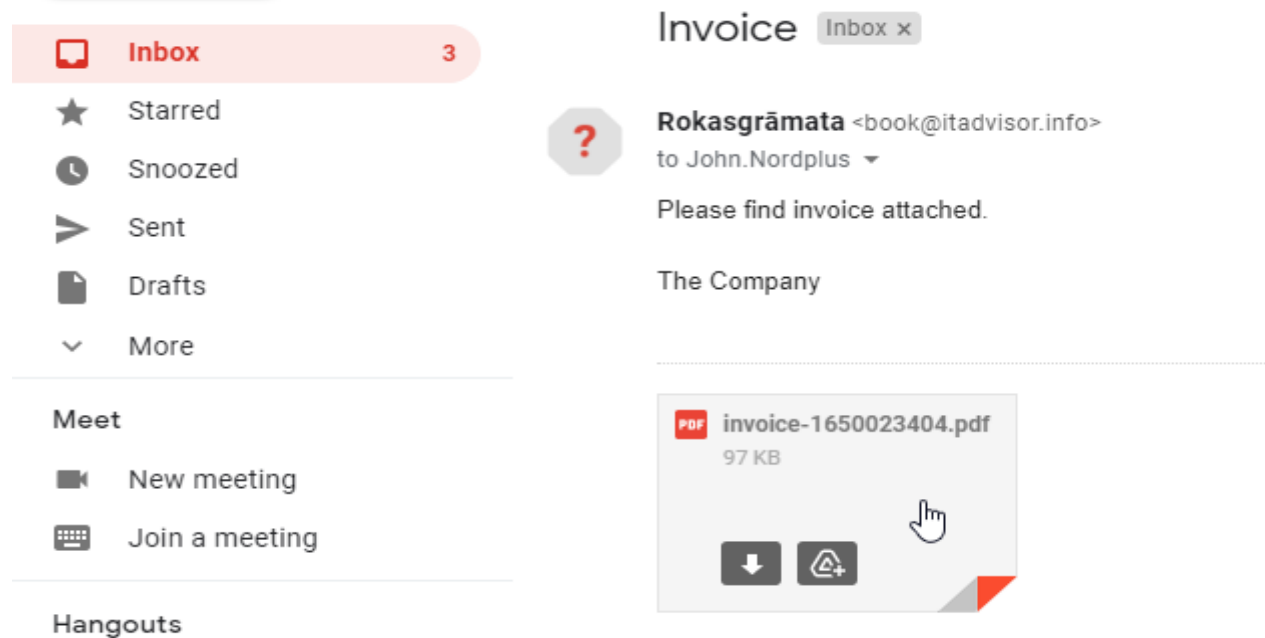 Inbox 3
Starred
Snoozed
Sent
Drafts
More
Meet
New meeting
Join a meeting
Hangouts
Invoice Inbox ×
?
Rokasgrāmata <book@itadvisor.info>
to John.Nordplus
Please find invoice attached.
The Company
PDF invoice-1650023404.pdf
97 KB